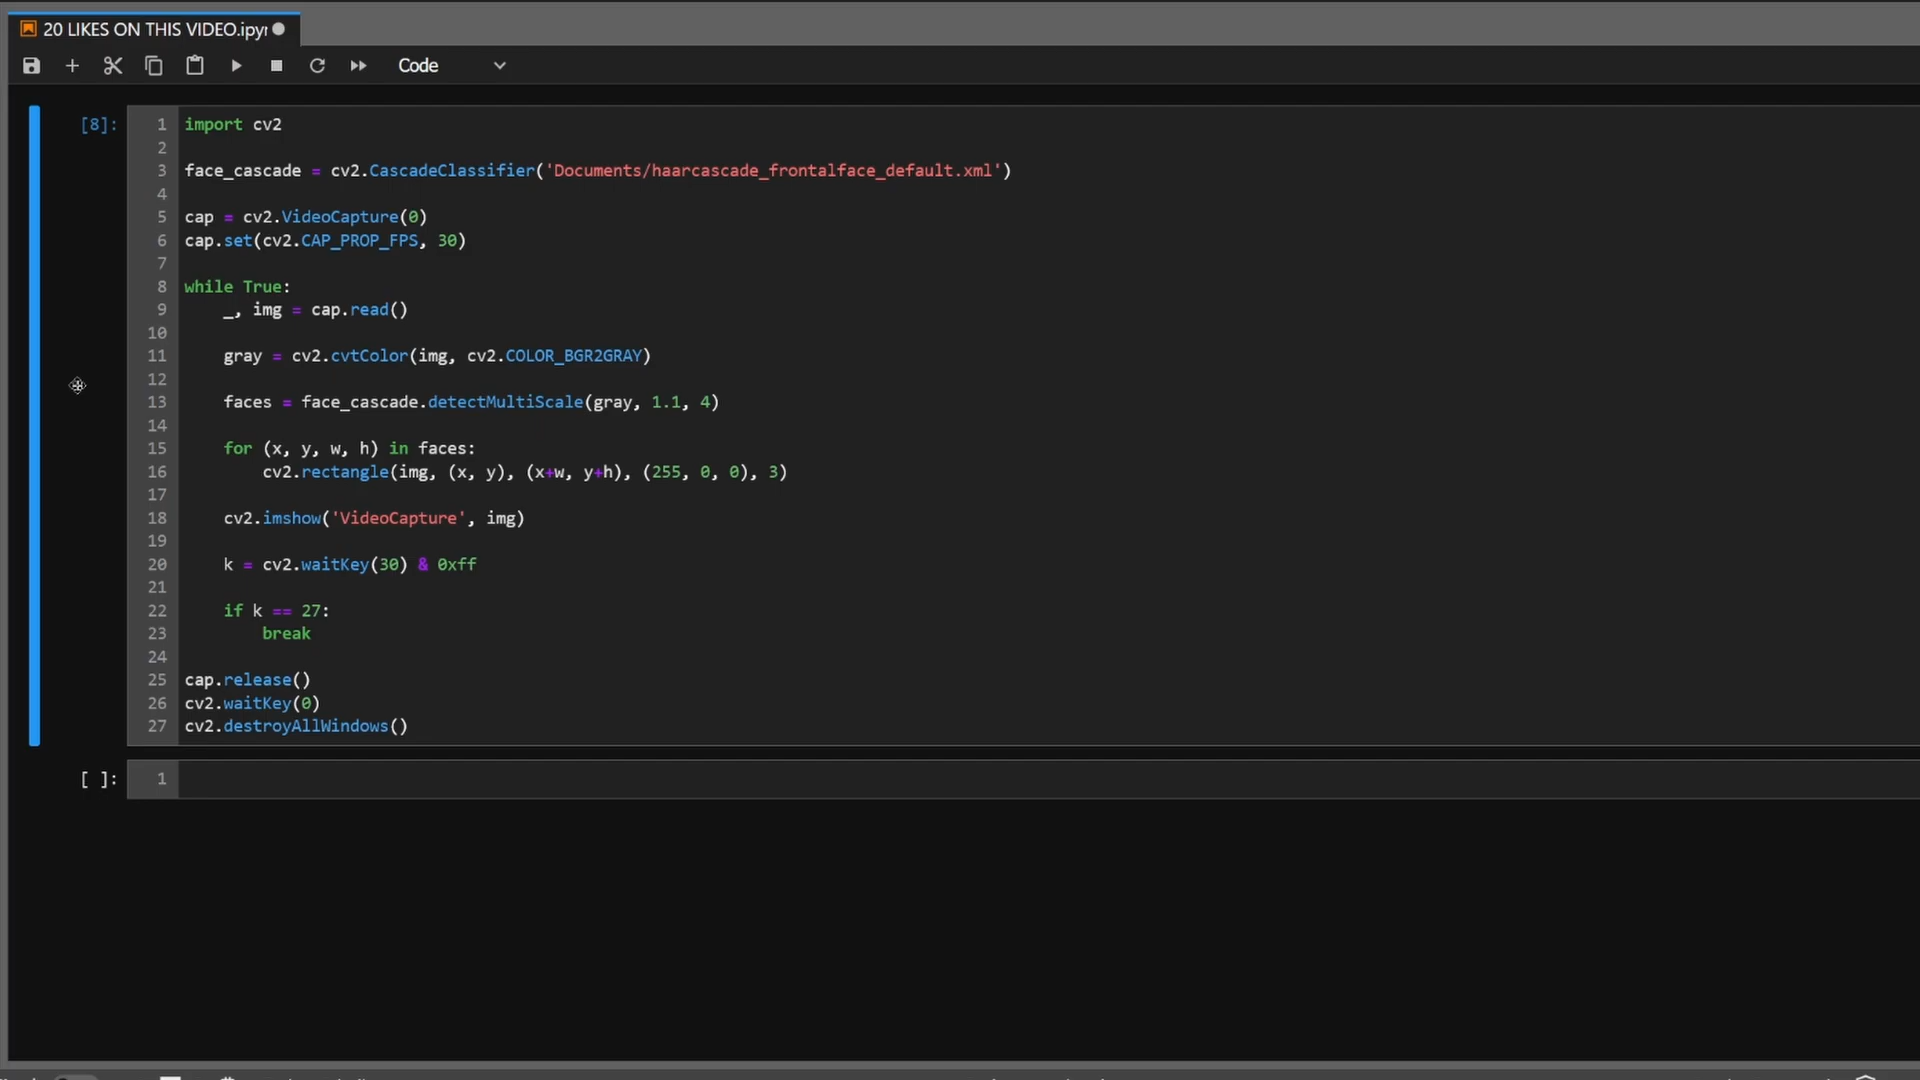 20 LIKES ON THIS VIDEO.ipyn
Code
[8]:
1 import cv2
2
3 face_cascade = cv2.CascadeClassifier('Documents/haarcascade_frontalface_default.xml')
4
5 cap = cv2.VideoCapture(0)
6 cap.set(cv2.CAP_PROP_FPS, 30)
7
8 while True:
9     _, img = cap.read()
10
11     gray = cv2.cvtColor(img, cv2.COLOR_BGR2GRAY)
12
13     faces = face_cascade.detectMultiScale(gray, 1.1, 4)
14
15     for (x, y, w, h) in faces:
16         cv2.rectangle(img, (x, y), (x+w, y+h), (255, 0, 0), 3)
17
18     cv2.imshow('VideoCapture', img)
19
20     k = cv2.waitKey(30) & 0xff
21
22     if k == 27:
23         break
24
25 cap.release()
26 cv2.waitKey(0)
27 cv2.destroyAllWindows()
[ ]:
1